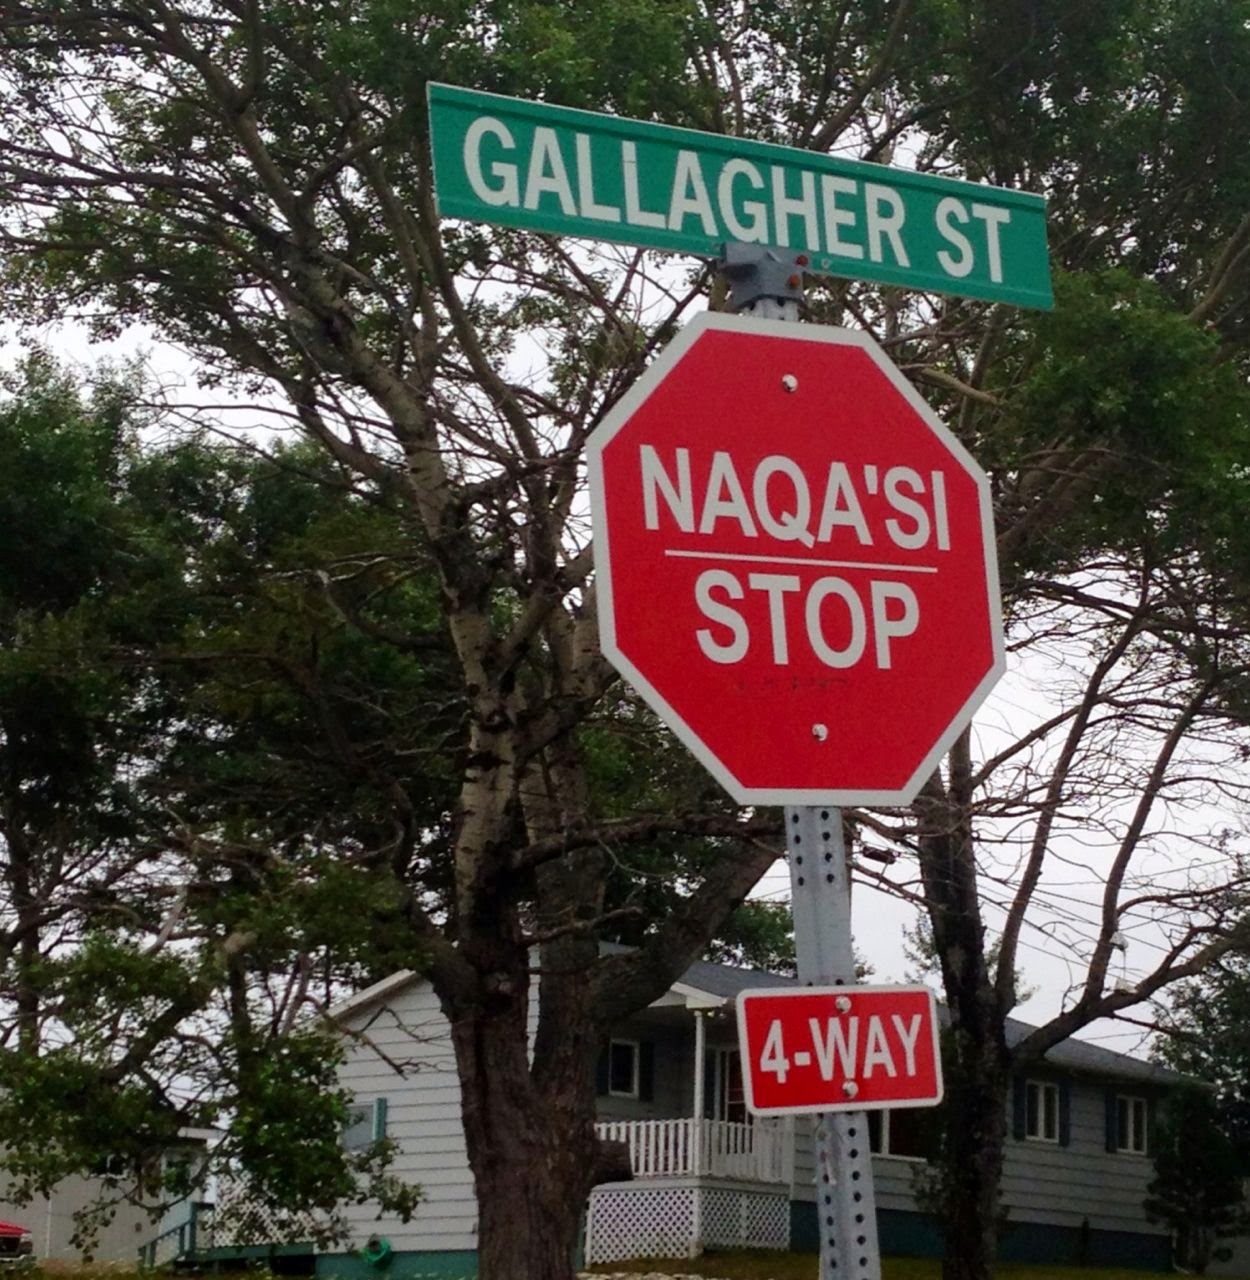 GALLAGHER ST
NAQA'SI
STOP
4-WAY